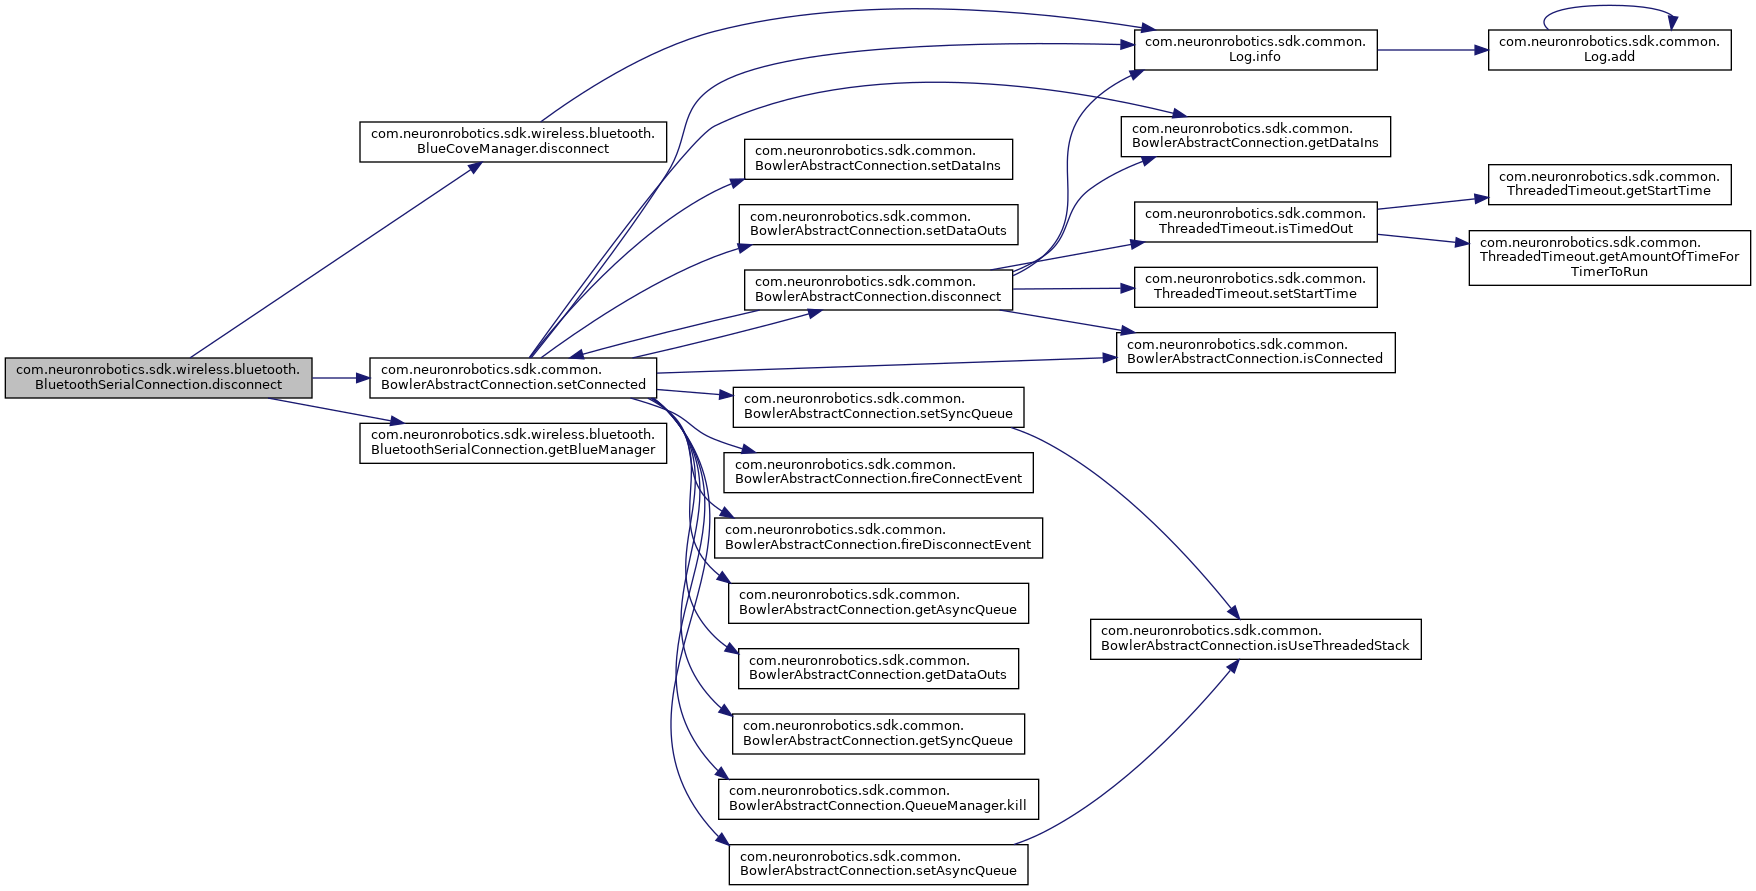 com.neuronrobotics.sdk.wireless.bluetooth.
BluetoothSerialConnection.disconnect
com.neuronrobotics.sdk.wireless.bluetooth.
BlueCoveManager.disconnect
com.neuronrobotics.sdk.common.
BowlerAbstractConnection.setConnected
com.neuronrobotics.sdk.wireless.bluetooth.
BluetoothSerialConnection.getBlueManager
com.neuronrobotics.sdk.common.
BowlerAbstractConnection.setDataIns
com.neuronrobotics.sdk.common.
BowlerAbstractConnection.setDataOuts
com.neuronrobotics.sdk.common.
BowlerAbstractConnection.disconnect
com.neuronrobotics.sdk.common.
BowlerAbstractConnection.setSyncQueue
com.neuronrobotics.sdk.common.
BowlerAbstractConnection.fireConnectEvent
com.neuronrobotics.sdk.common.
BowlerAbstractConnection.fireDisconnectEvent
com.neuronrobotics.sdk.common.
BowlerAbstractConnection.getAsyncQueue
com.neuronrobotics.sdk.common.
BowlerAbstractConnection.getDataOuts
com.neuronrobotics.sdk.common.
BowlerAbstractConnection.getSyncQueue
com.neuronrobotics.sdk.common.
BowlerAbstractConnection.QueueManager.kill
com.neuronrobotics.sdk.common.
BowlerAbstractConnection.setAsyncQueue
com.neuronrobotics.sdk.common.
Log.info
com.neuronrobotics.sdk.common.
BowlerAbstractConnection.getDataIns
com.neuronrobotics.sdk.common.
ThreadedTimeout.isTimedOut
com.neuronrobotics.sdk.common.
ThreadedTimeout.setStartTime
com.neuronrobotics.sdk.common.
BowlerAbstractConnection.isConnected
com.neuronrobotics.sdk.common.
BowlerAbstractConnection.isUseThreadedStack
com.neuronrobotics.sdk.common.
Log.add
com.neuronrobotics.sdk.common.
ThreadedTimeout.getStartTime
com.neuronrobotics.sdk.common.
ThreadedTimeout.getAmountOfTimeFor
TimerToRun